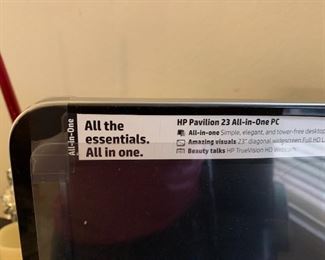 All-in-One
All the
essentials.
All in one.
HP Pavilion 23 All-in-One PC
All-in-one Simple, elegant, and tower-free desktop
Amazing visuals 23" diagonal widescreen Full HD
Beauty talks HP TrueVision HD